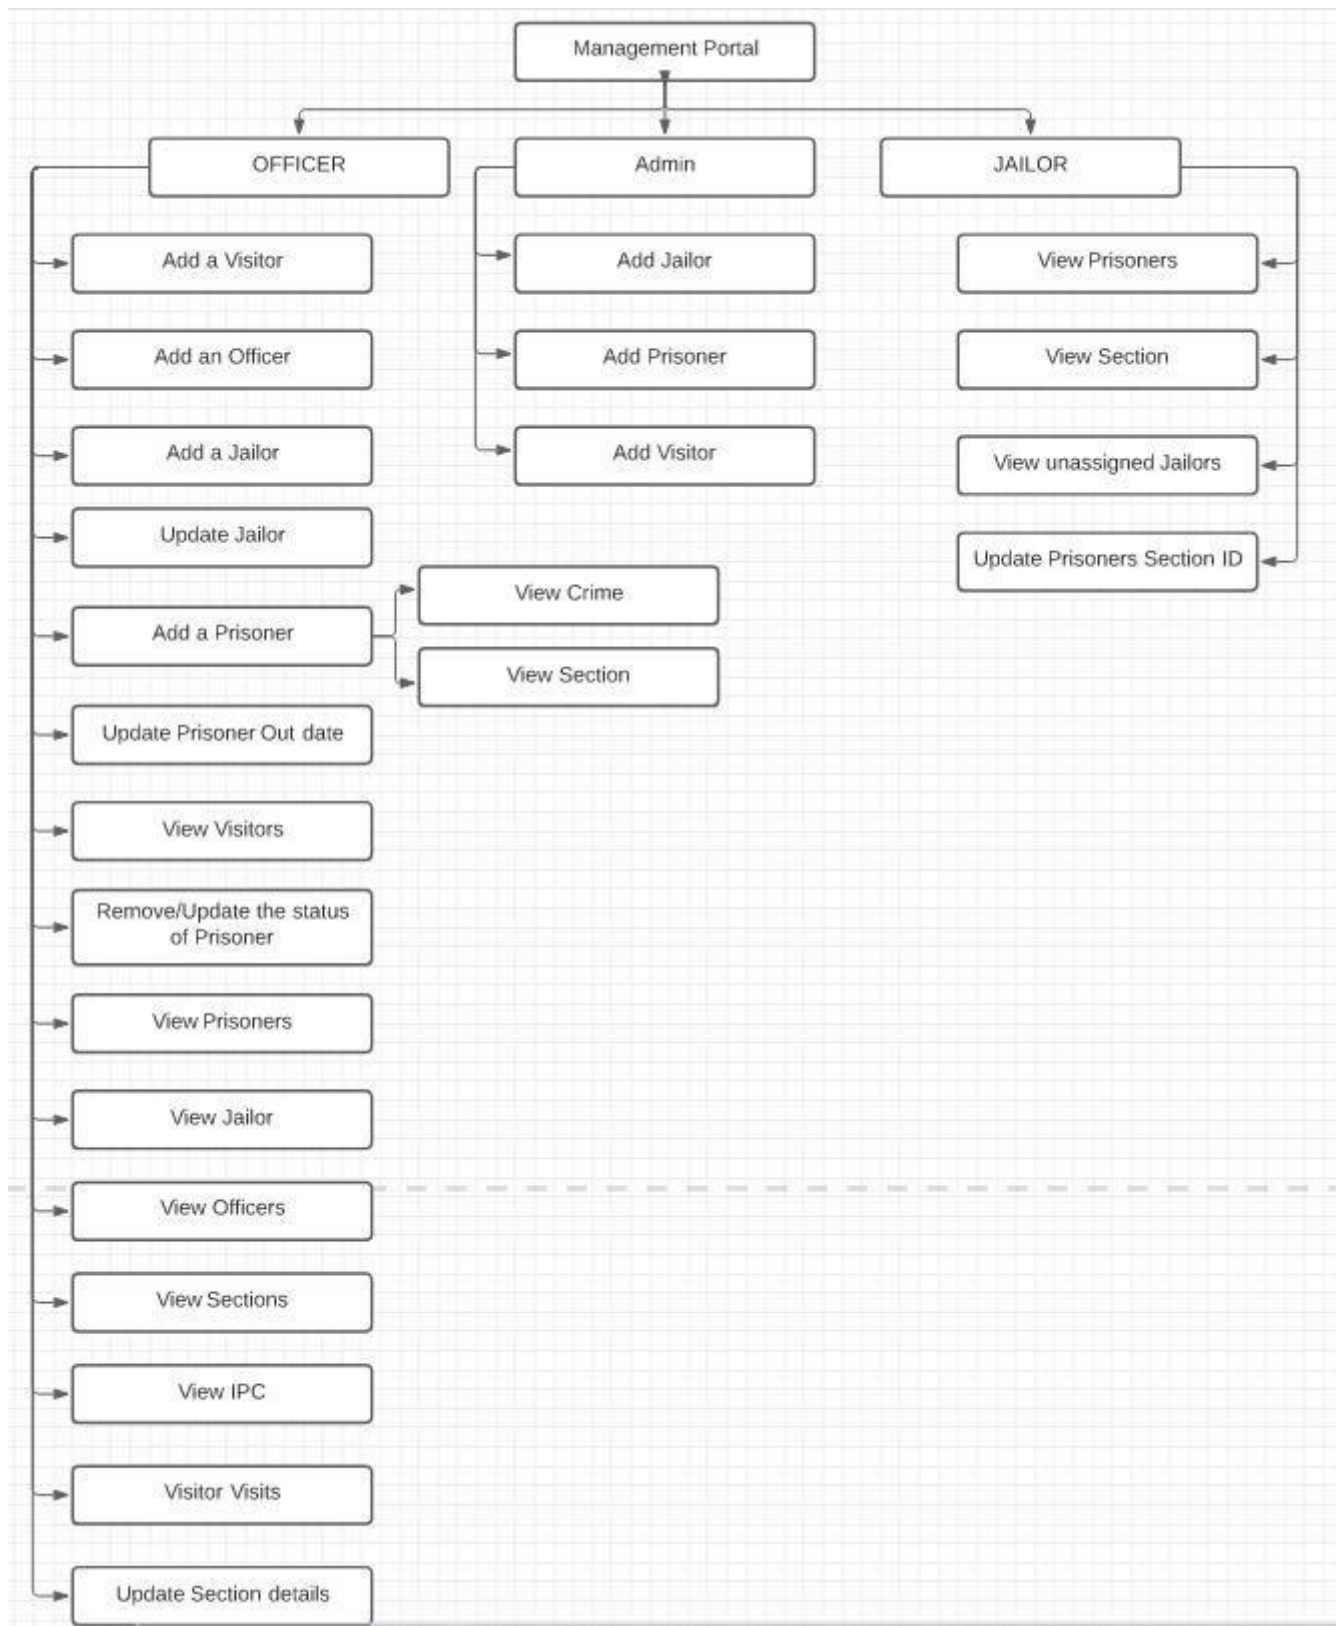 Management Portal
OFFICER
Admin
JAILOR
Add a Visitor
Add Jailor
View Prisoners
Add an Officer
Add Prisoner
View Section
Add a Jailor
Add Visitor
View unassigned Jailors
Update Jailor
Update Prisoners Section ID
View Crime
Add a Prisoner
View Section
Update Prisoner Out date
View Visitors
Remove/Update the status
of Prisoner
View Prisoners
View Jailor
View Officers
View Sections
View IPC
Visitor Visits
Update Section details